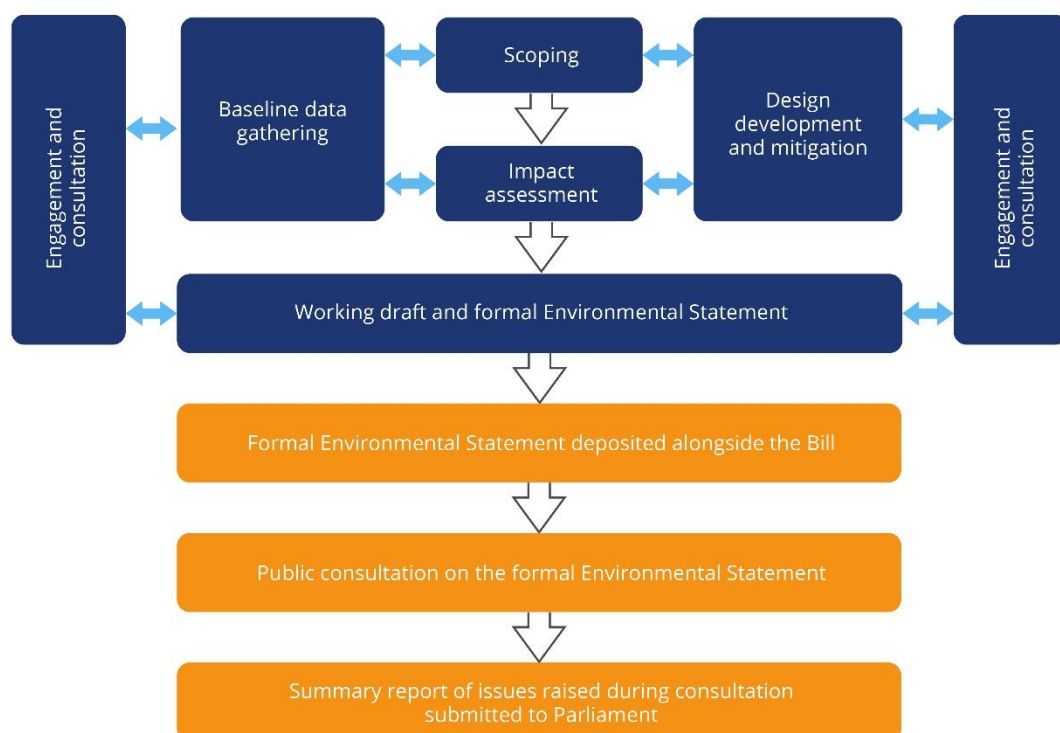 Engagement and
consultation
Baseline data
gathering
Scoping
Impact
assessment
Design
development
and mitigation
Engagement and
consultation
Working draft and formal Environmental Statement
Formal Environmental Statement deposited alongside the Bill
Public consultation on the formal Environmental Statement
Summary report of issues raised during consultation
submitted to Parliament